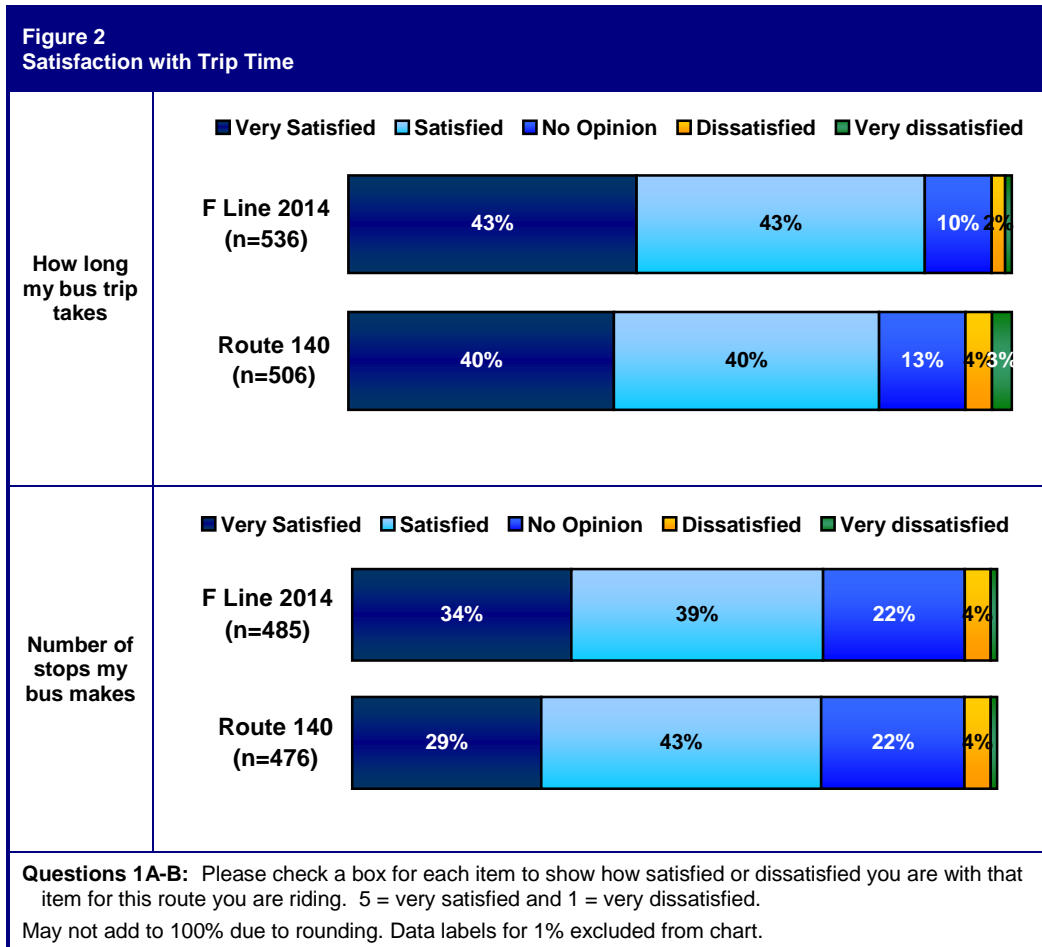 Figure 2
Satisfaction with Trip Time
How long
my bus trip
takes
Very Satisfied Satisfied No Opinion Dissatisfied Very dissatisfied
F Line 2014
(n=536)
43% 43% 10% 2%
Route 140
(n=506)
40% 40% 13% 4% 3%
Number of
stops my
bus makes
Very Satisfied Satisfied No Opinion Dissatisfied Very dissatisfied
F Line 2014
(n=485)
34% 39% 22% 4%
Route 140
(n=476)
29% 43% 22% 4%
Questions 1A-B: Please check a box for each item to show how satisfied or dissatisfied you are with that
item for this route you are riding. 5 = very satisfied and 1 = very dissatisfied.
May not add to 100% due to rounding. Data labels for 1% excluded from chart.